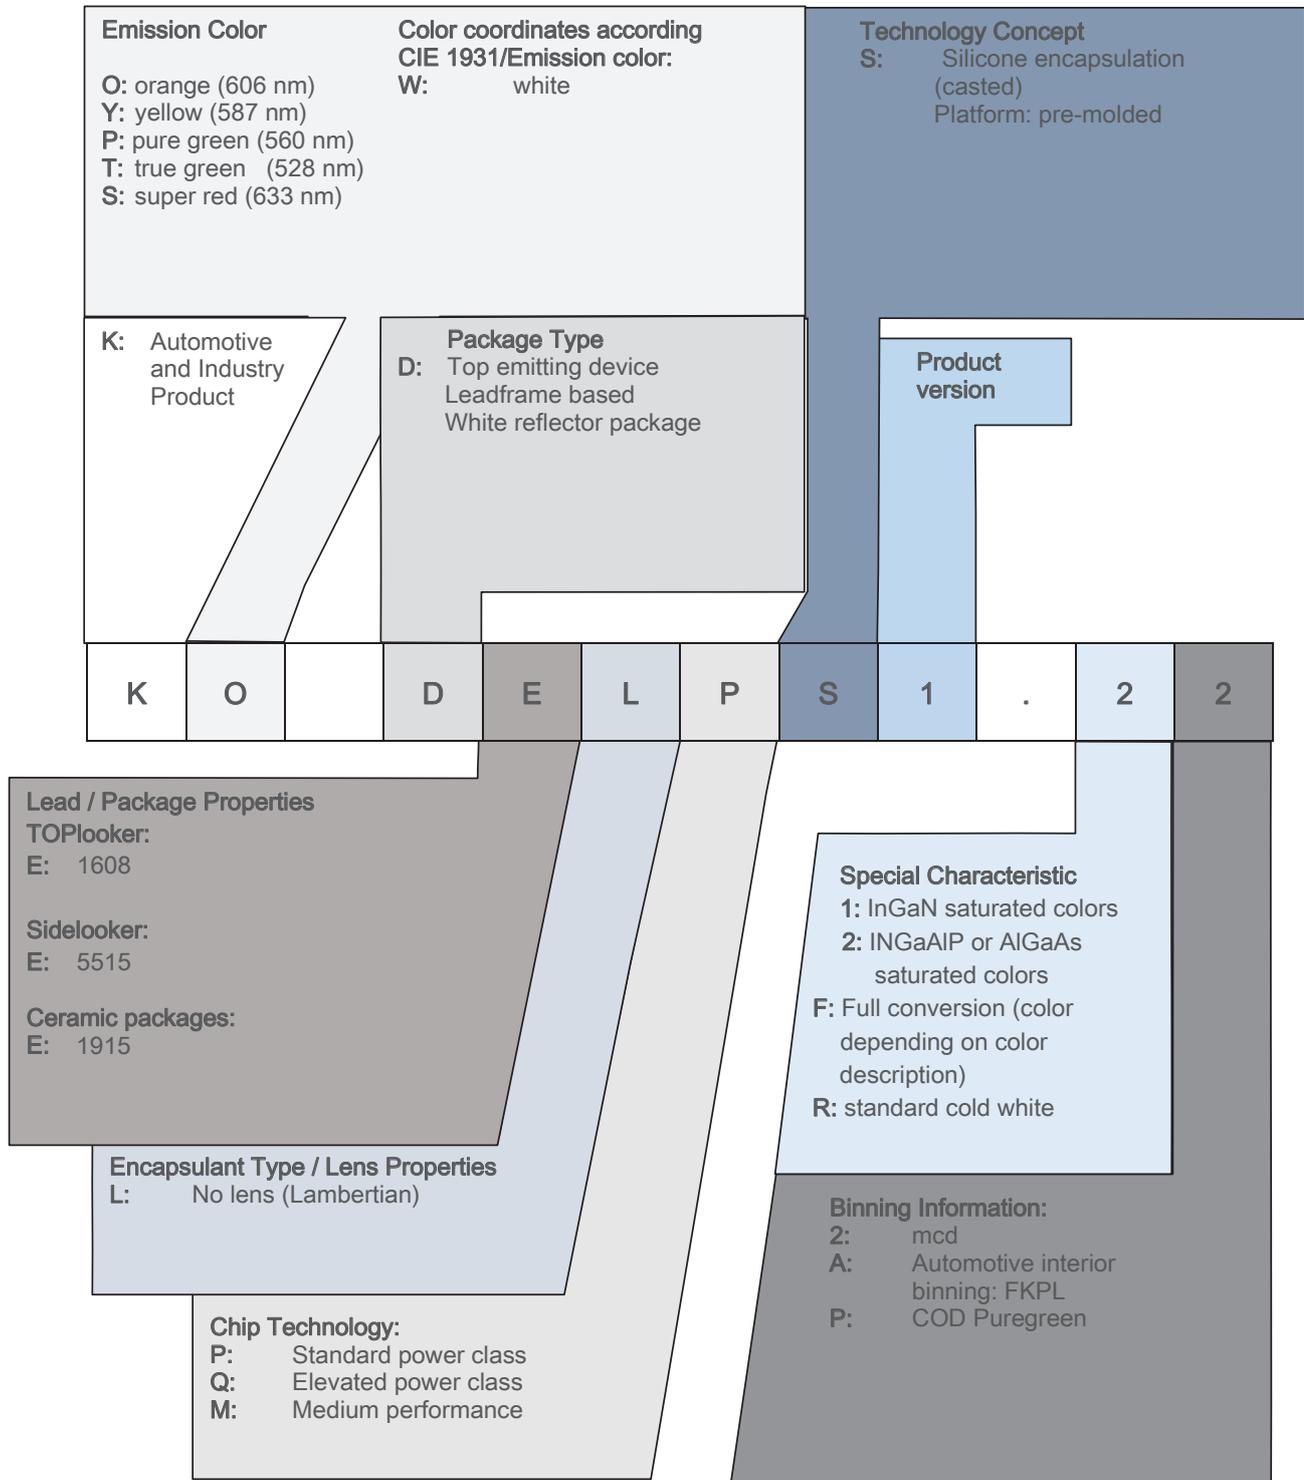 Emission Color
O: orange (606 nm)
Y: yellow (587 nm)
P: pure green (560 nm)
T: true green (528 nm)
S: super red (633 nm)
Color coordinates according
CIE 1931/Emission color:
W: white
Technology Concept
S: Silicone encapsulation
(casted)
Platform: pre-molded
K: Automotive
and Industry
Product
Package Type
D: Top emitting device
Leadframe based
White reflector package
Product
version
K O D E L P S 1 . 2 2
Lead / Package Properties
TOPlooker:
E: 1608
Sidelooker:
E: 5515
Ceramic packages:
E: 1915
Encapsulant Type / Lens Properties
L: No lens (Lambertian)
Chip Technology:
P: Standard power class
Q: Elevated power class
M: Medium performance
Special Characteristic
1: InGaN saturated colors
2: INGaAlP or AlGaAs
saturated colors
F: Full conversion (color
depending on color
description)
R: standard cold white
Binning Information:
2: mcd
A: Automotive interior
binning: FKPL
P: COD Puregreen